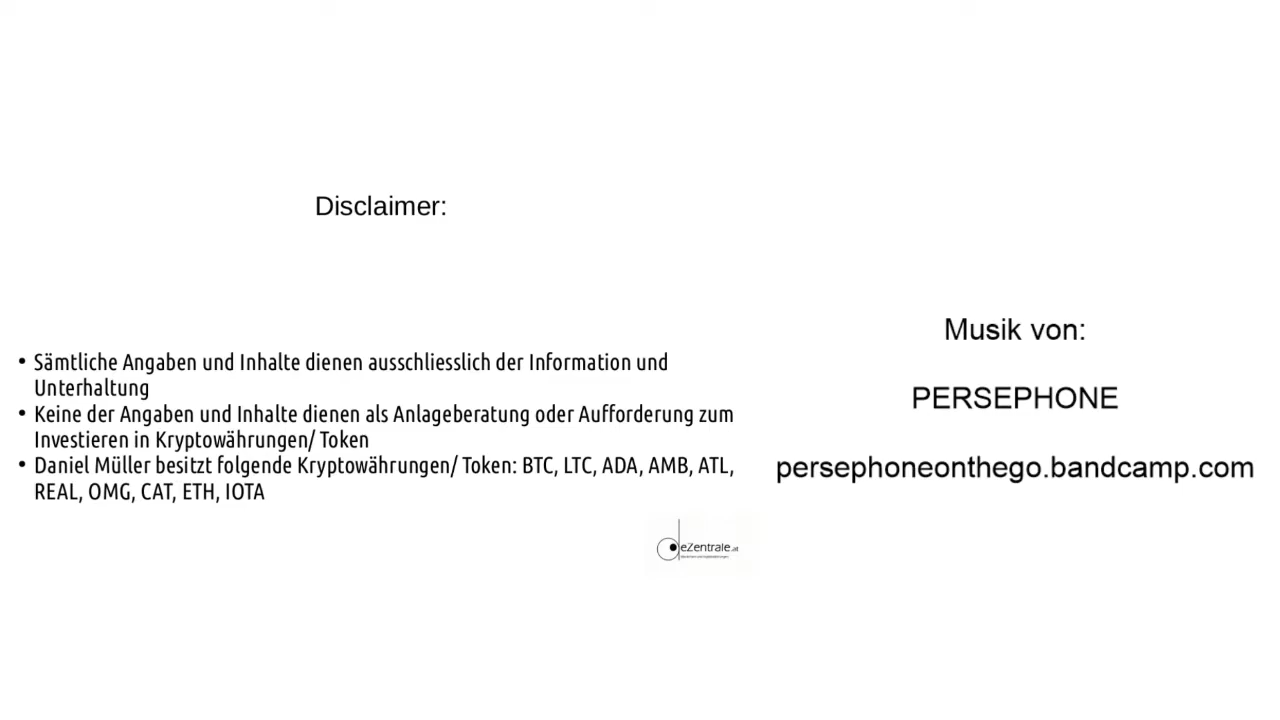 Disclaimer:
• Sämtliche Angaben und Inhalte dienen ausschliesslich der Information und
Unterhaltung
• Keine der Angaben und Inhalte dienen als Anlageberatung oder Aufforderung zum
Investieren in Kryptowährungen/ Token
• Daniel Müller besitzt folgende Kryptowährungen/ Token: BTC, LTC, ADA, AMB, ATL,
REAL, OMG, CAT, ETH, IOTA
deZentrale.at
Musik von:
PERSEPHONE
persephoneonthego.bandcamp.com